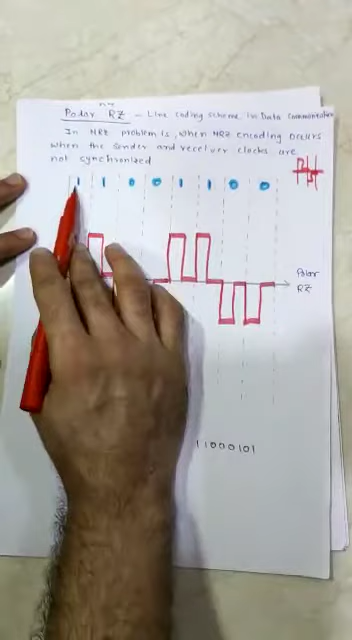 Polar RZ - Line coding scheme in Data Communication
In NRZ problem is, when NRZ encoding occurs
when the sender and receiver clocks are
not synchronized
1 1 0 0 1 1 0 0
Polar
RZ
11000101